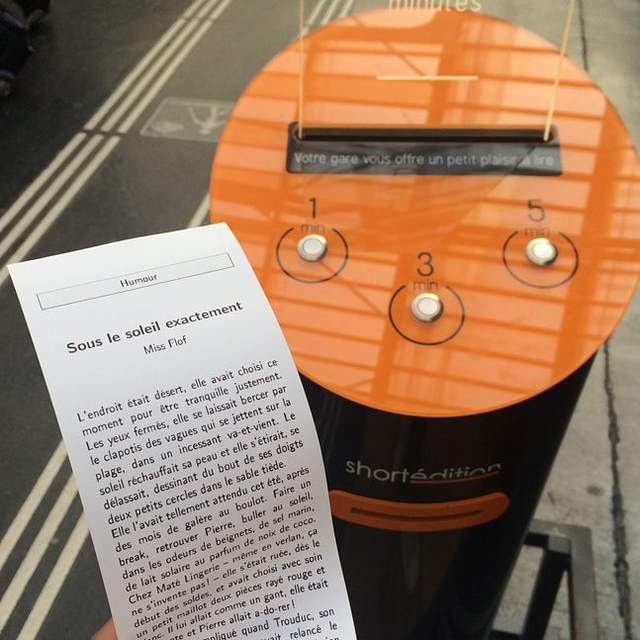 minutes
Votre gare vous offre un petit plaisir à lire
1
min
5
min
3
min
shortédition
Humour
Sous le soleil exactement
Miss Flof
L'endroit était désert, elle avait choisi ce
moment pour être tranquille justement.
Les yeux fermés, elle se laissait bercer par
le clapotis des vagues qui se jettent sur la
plage, dans un incessant va-et-vient. Le
soleil réchauffait sa peau et elle s'étirait, se
délassait, dessinant du bout de ses doigts
deux petits cercles dans le sable tiède.
Elle l'avait tellement attendu cet été, après
des mois de galère au boulot. Faire un
break, retrouver Pierre, buller au soleil,
dans les odeurs de beignets, de sel marin,
de lait solaire au parfum de noix de coco.
Chez Maté Lingerie – même en verlan, ça
ne s'invente pas! – elle s'était ruée, dès le
début des soldes, et avait choisi avec soin
un petit maillot deux pièces rayé rouge et
Il lui allait comme un gant, elle était
te et Pierre allait a-do-rer!
mpliqué quand Trouduc, son
relancé le